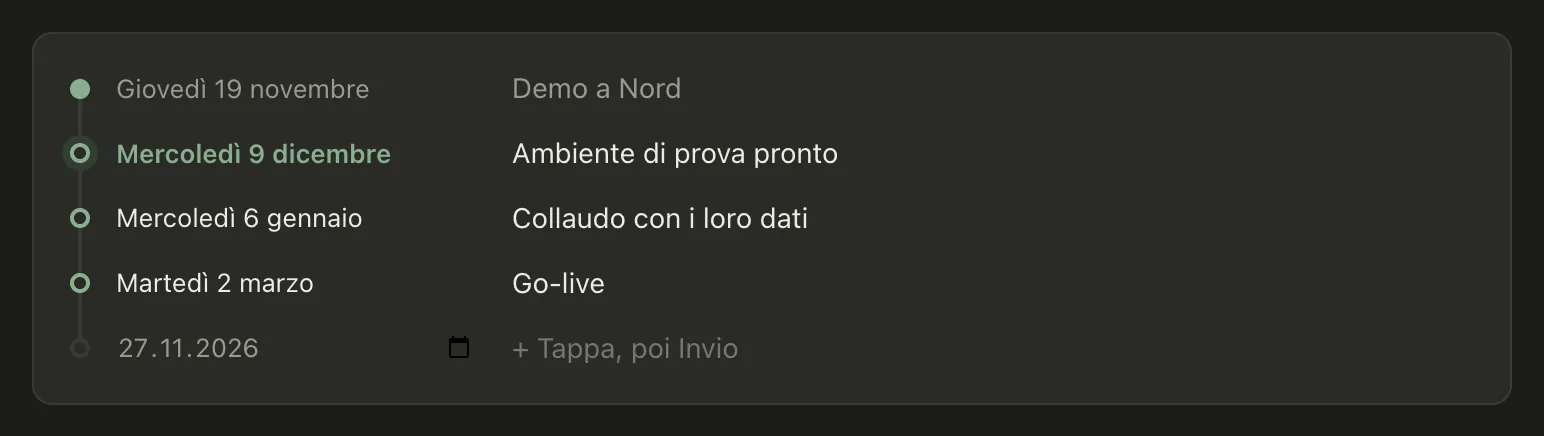 Giovedì 19 novembre Demo a Nord
Mercoledì 9 dicembre Ambiente di prova pronto
Mercoledì 6 gennaio Collaudo con i loro dati
Martedì 2 marzo Go-live
27.11.2026 + Tappa, poi Invio